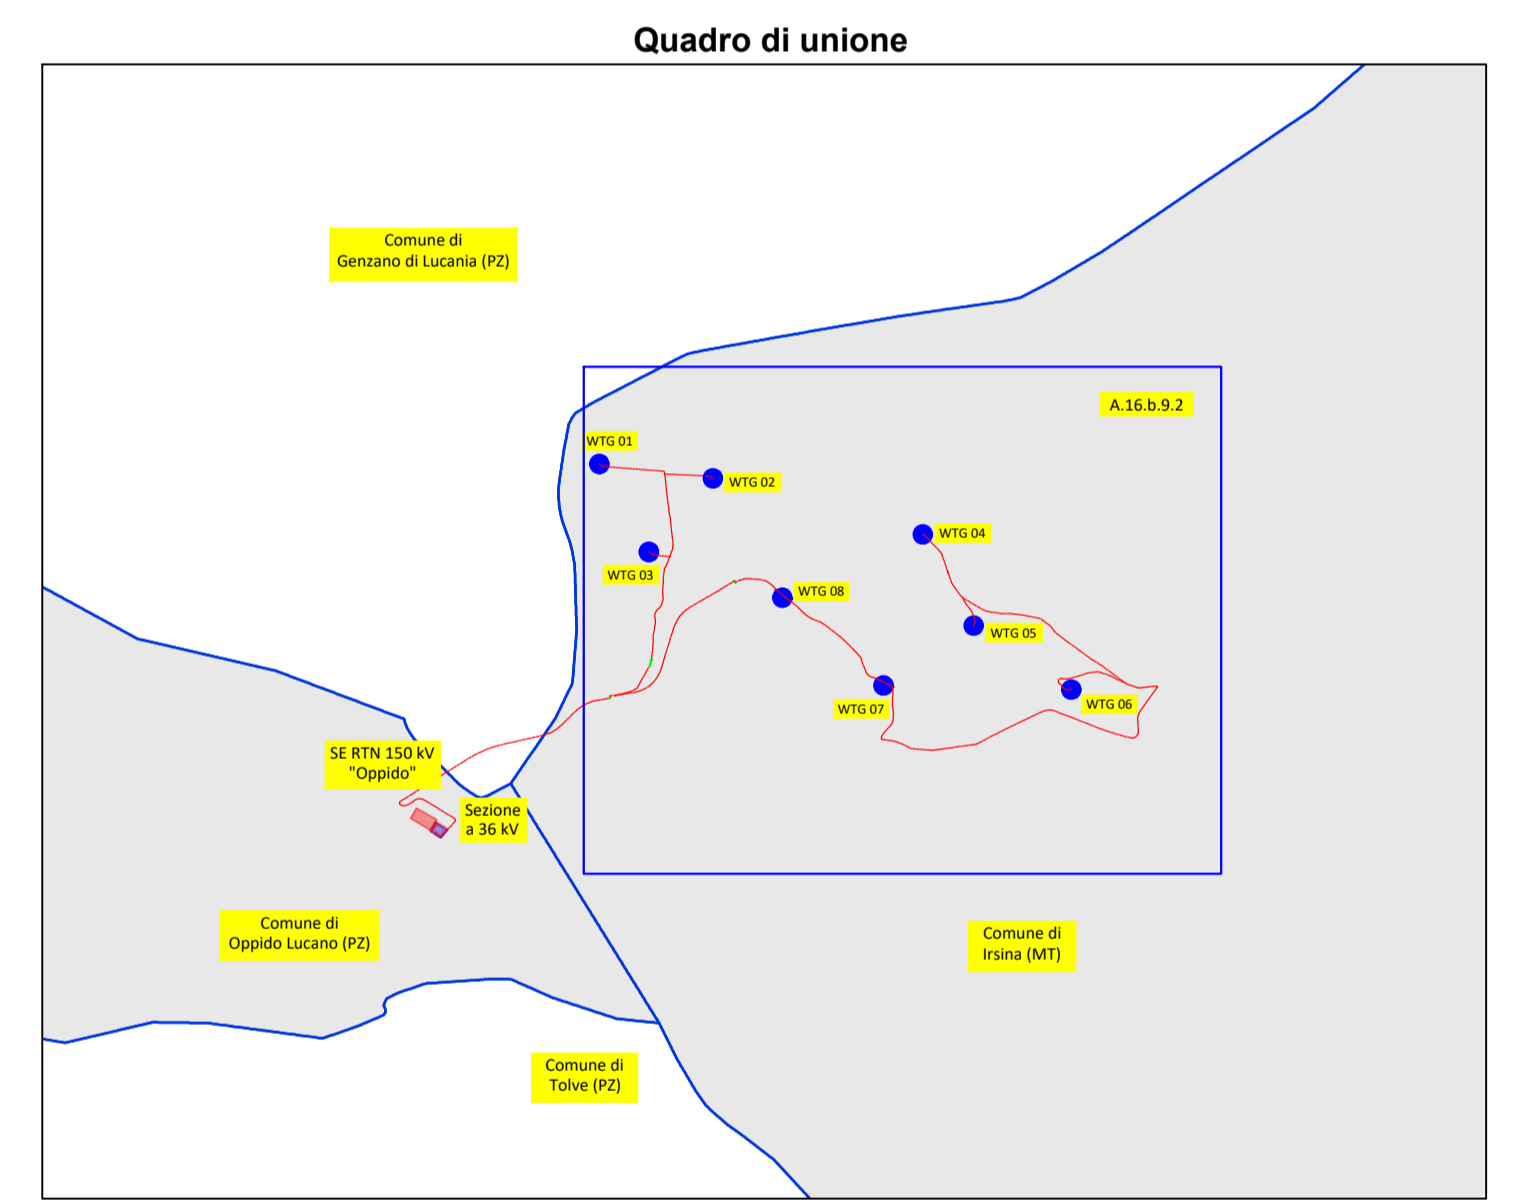 Quadro di unione
Comune di
Genzano di Lucania (PZ)
A.16.b.9.2
WTG 01
WTG 02
WTG 04
WTG 03
WTG 08
WTG 05
WTG 07
WTG 06
SE RTN 150 kV
"Oppido"
Sezione
a 36 kV
Comune di
Oppido Lucano (PZ)
Comune di
Irsina (MT)
Comune di
Tolve (PZ)